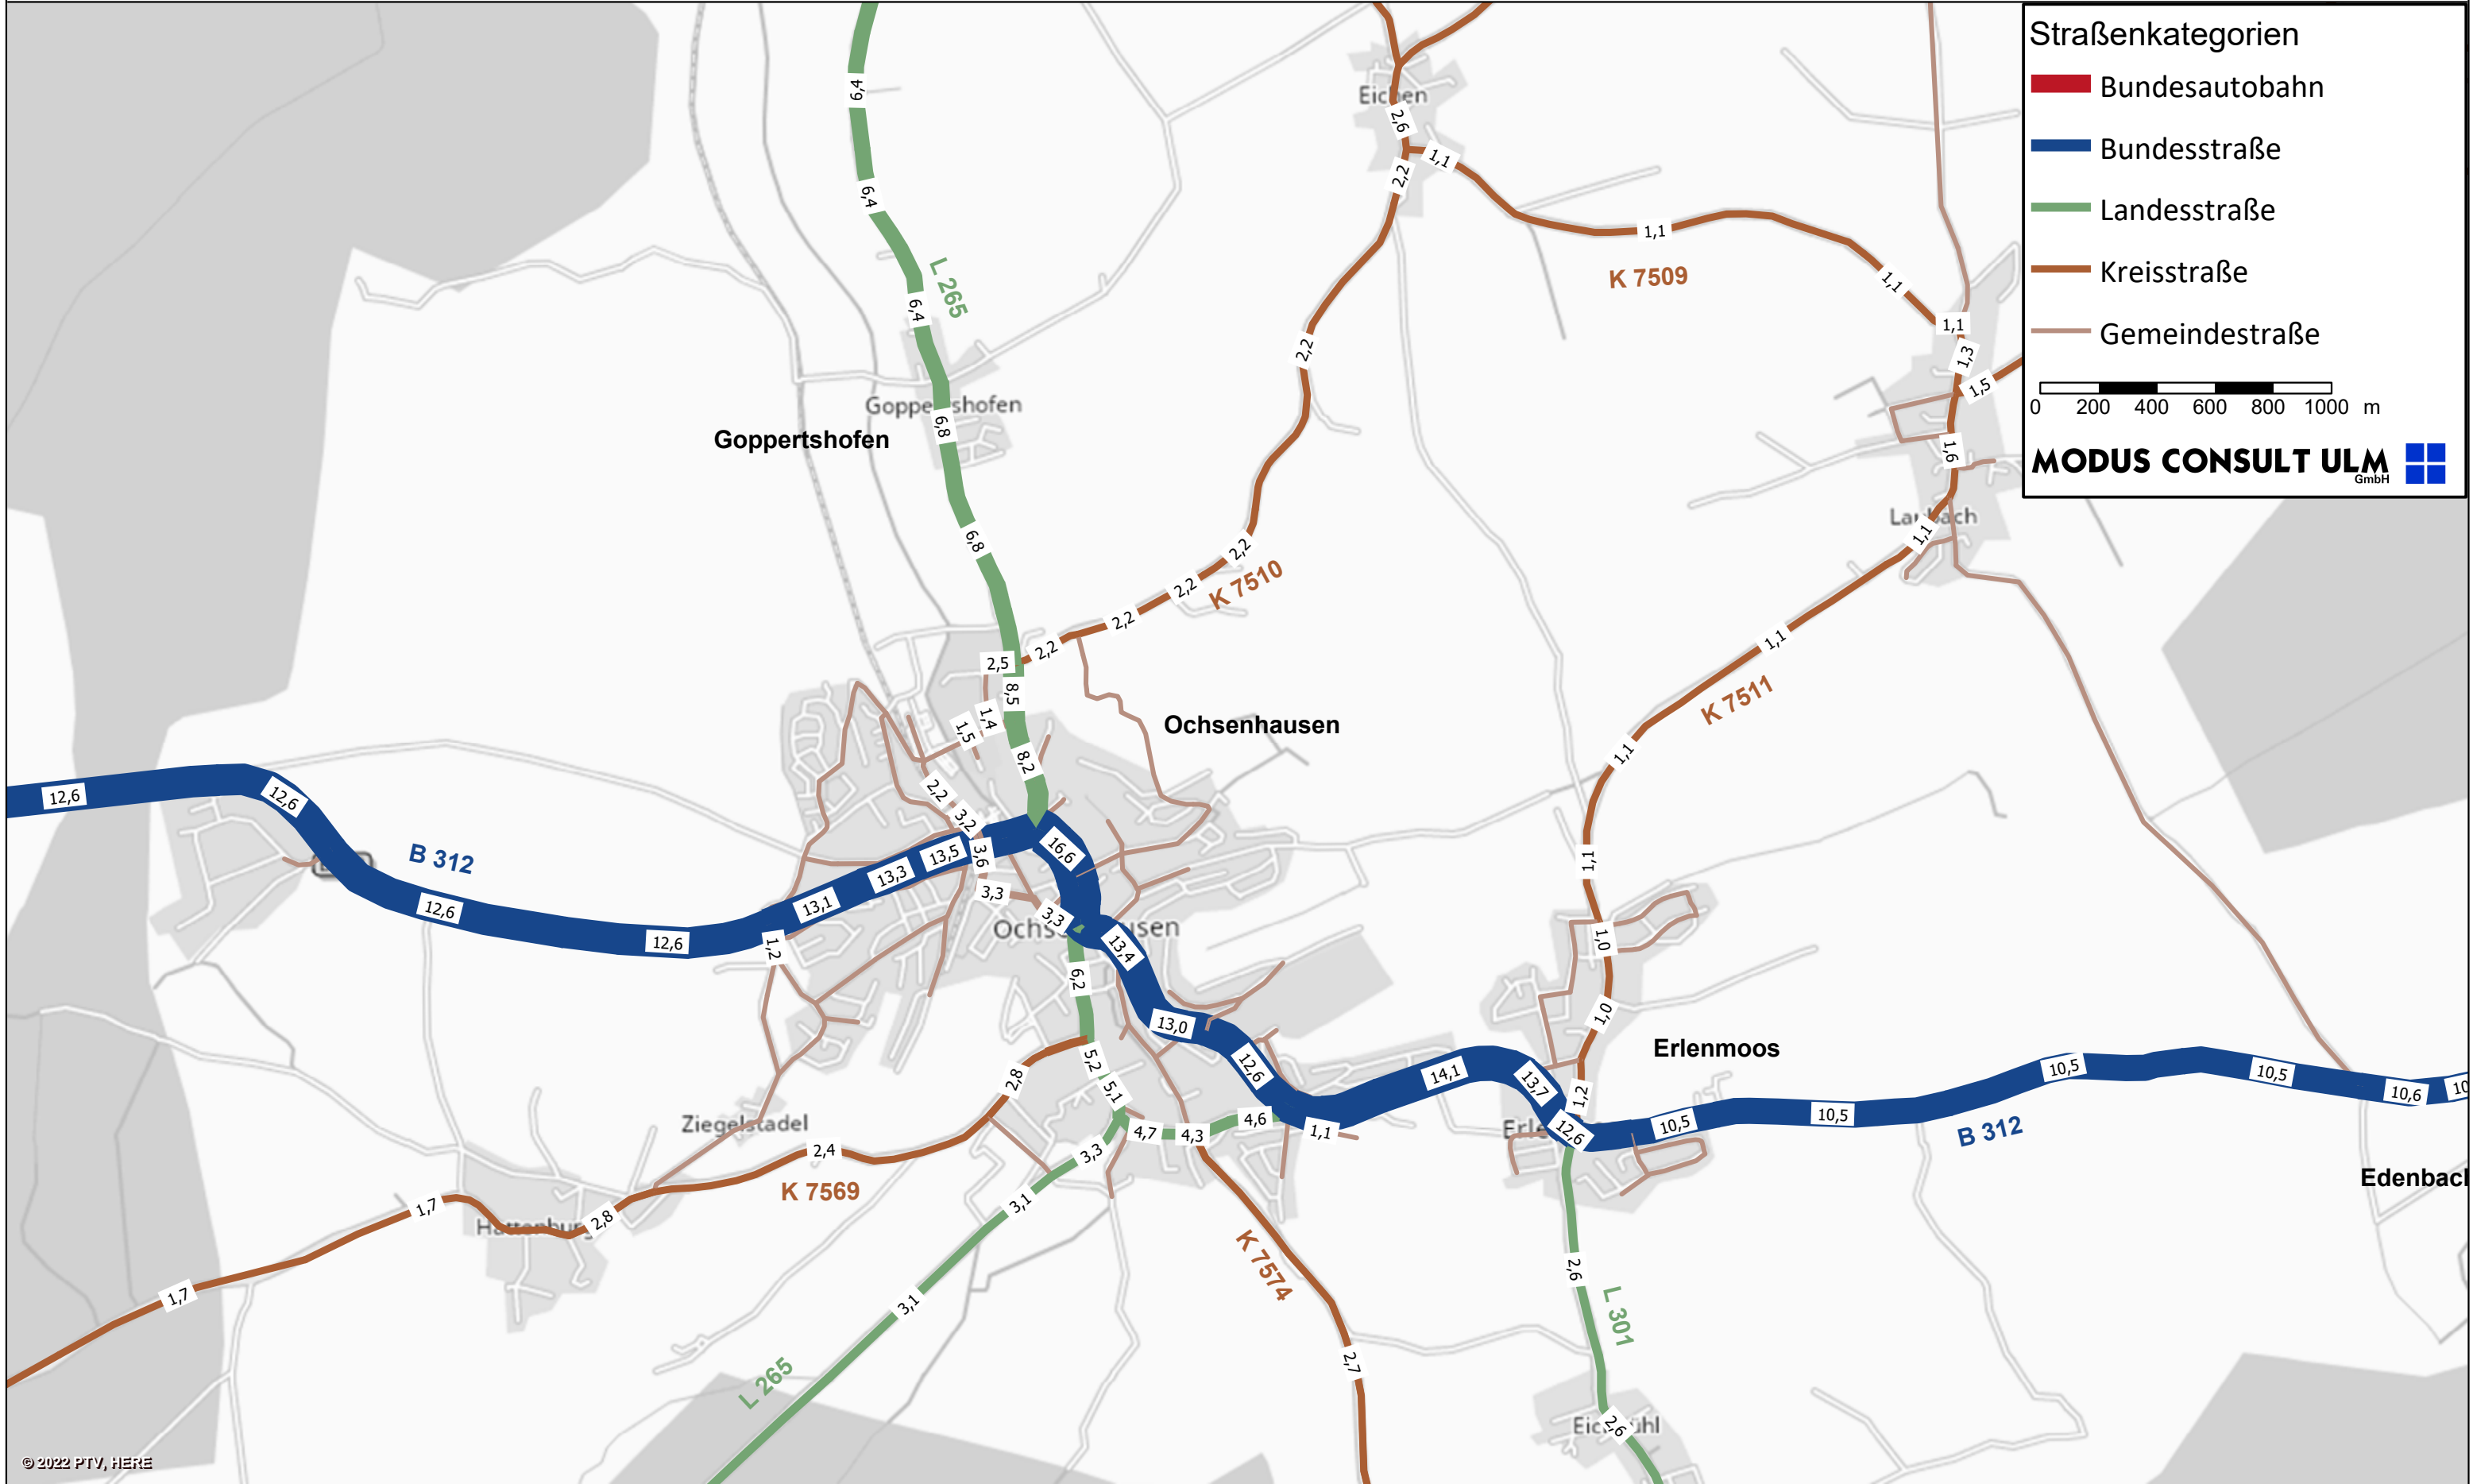 Straßenkategorien
Bundesautobahn
Bundesstraße
Landesstraße
Kreisstraße
Gemeindestraße
0 200 400 600 800 1000 m
MODUS CONSULT ULM
GmbH
6,4
Eichen
2,6
1,1
2,2
6,4
1,1
L 265
K 7509
1,1
6,4
1,1
1,3
2,2
1,5
Goppertshofen
6,8
Goppertshofen
1,6
Laubach
1,1
6,8
2,2
K 7510
2,2
2,2
2,2
2,5
1,1
8,5
K 7511
1,4
1,5
Ochsenhausen
8,2
1,1
2,2
12,6
12,6
3,2
16,6
B 312
13,5
3,6
13,3
1,1
3,3
13,1
12,6
3,3
12,6
1,2
13,4
1,0
6,2
13,0
1,0
Erlenmoos
5,2
12,6
14,1
13,7
10,5
10,5
10,6
10
2,8
5,1
1,2
Ziegelstadel
4,7
4,3
4,6
1,1
12,6
10,5
10,5
B 312
2,4
3,3
K 7569
Edenbach
1,7
2,8
3,1
Hattenburg
K 7574
2,6
1,7
3,1
L 301
2,7
L 265
2,6
© 2022 PTV, HERE